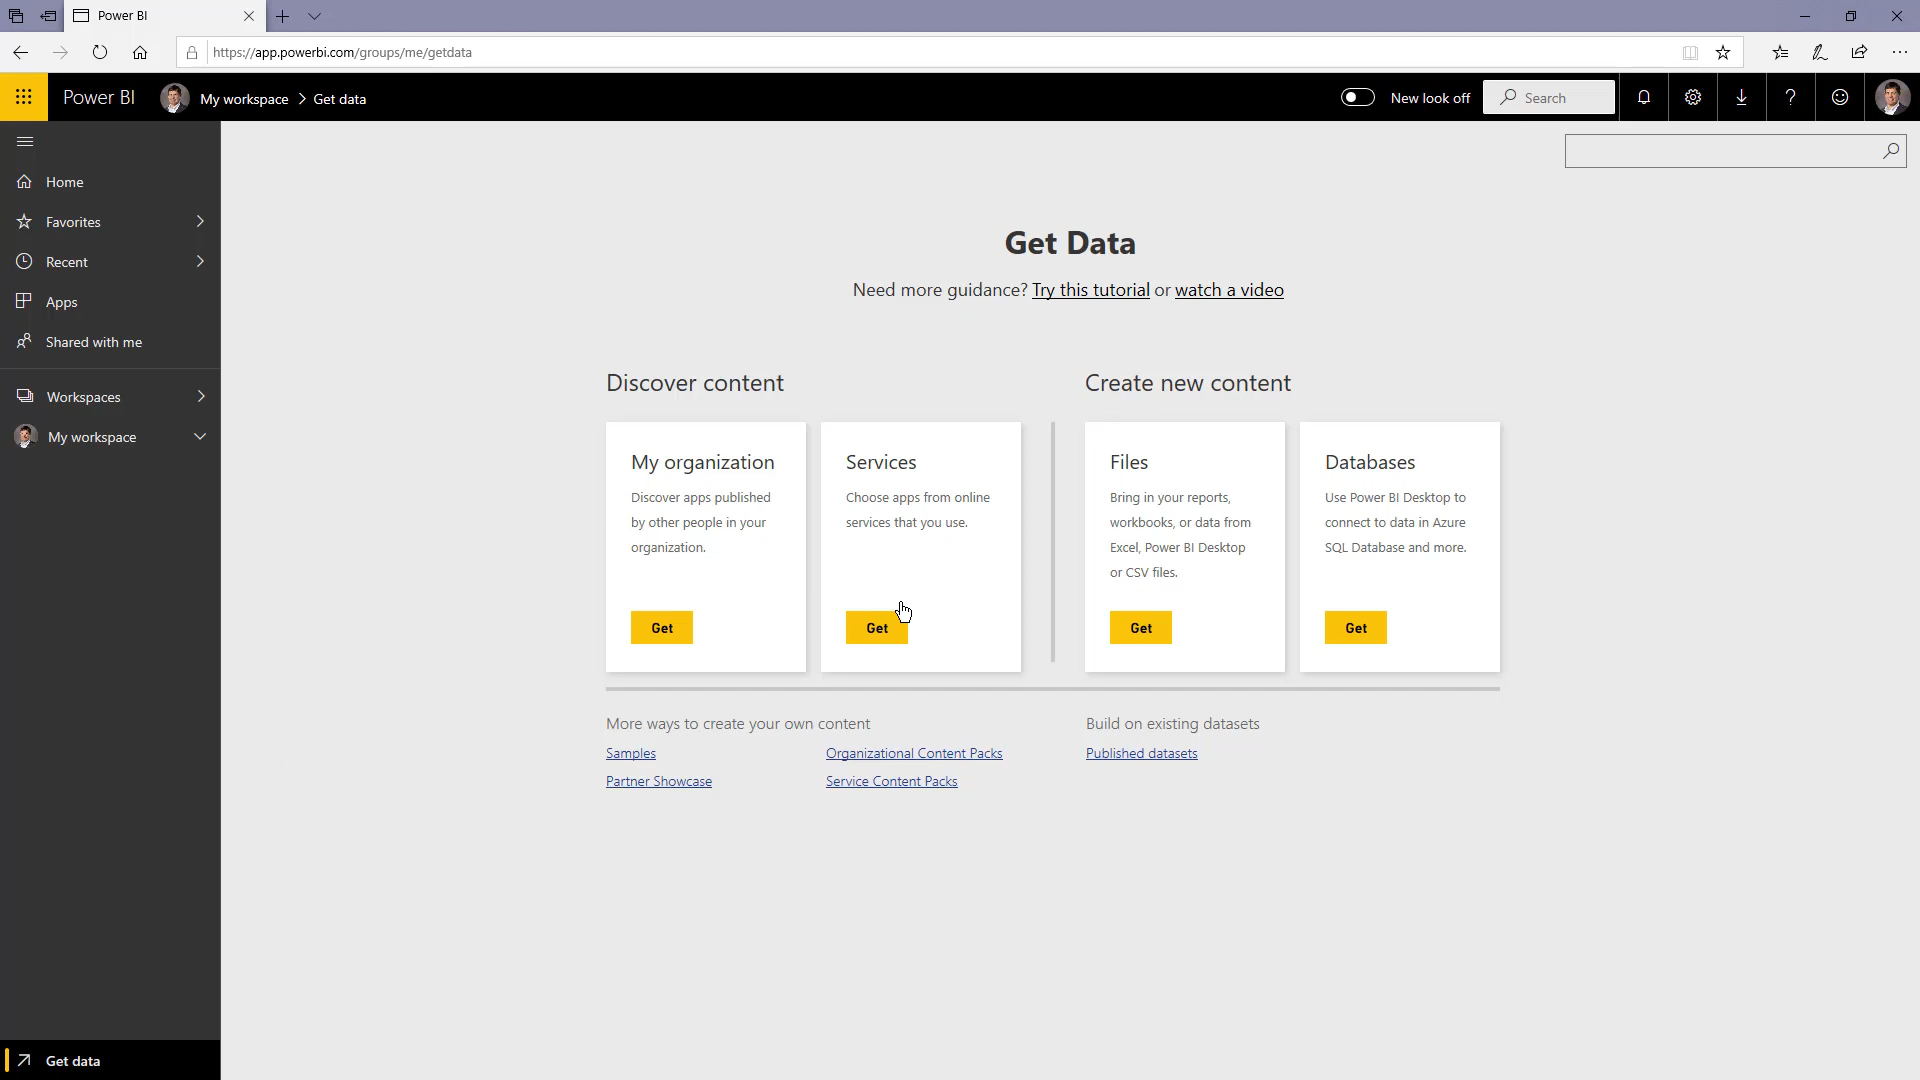 Power BI
https://app.powerbi.com/groups/me/getdata
Power BI
My workspace
Get data
New look off
Search
Home
Favorites
Recent
Apps
Shared with me
Workspaces
My workspace
Get data
Get Data
Need more guidance? Try this tutorial or watch a video
Discover content
My organization
Discover apps published
by other people in your
organization.
Get
Services
Choose apps from online
services that you use.
Get
Create new content
Files
Bring in your reports,
workbooks, or data from
Excel, Power BI Desktop
or CSV files.
Get
Databases
Use Power BI Desktop to
connect to data in Azure
SQL Database and more.
Get
More ways to create your own content
Samples
Organizational Content Packs
Partner Showcase
Service Content Packs
Build on existing datasets
Published datasets